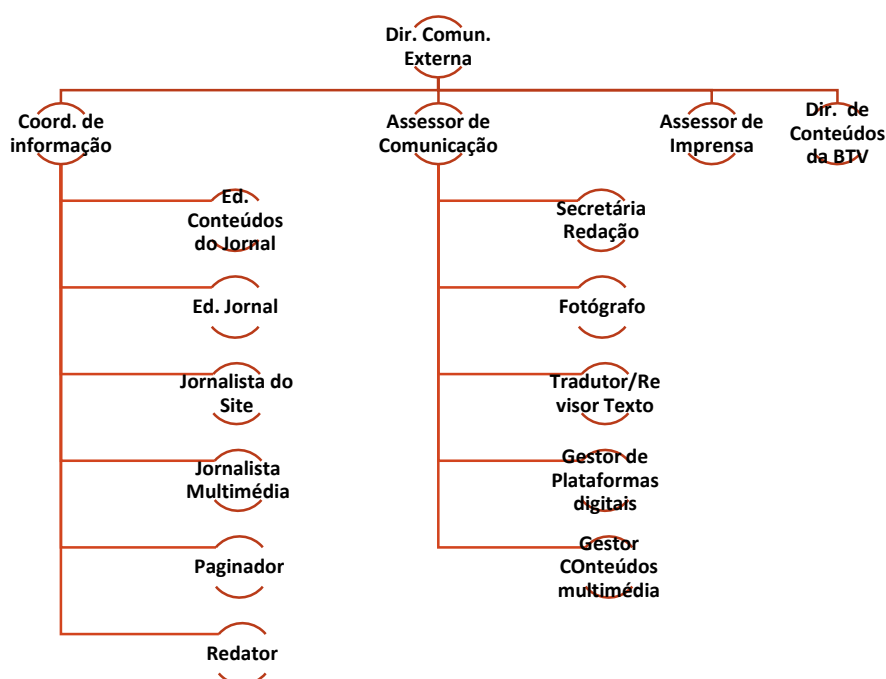 Dir. Comun.
Externa
Coord. de
informação
Assessor de
Comunicação
Assessor de
Imprensa
Dir. de
Conteúdos
da BTV
Ed.
Conteúdos
do Jornal
Ed. Jornal
Jornalista do
Site
Jornalista
Multimédia
Paginador
Redator
Secretária
Redação
Fotógrafo
Tradutor/Re
visor Texto
Gestor de
Plataformas
digitais
Gestor
COnteúdos
multimédia